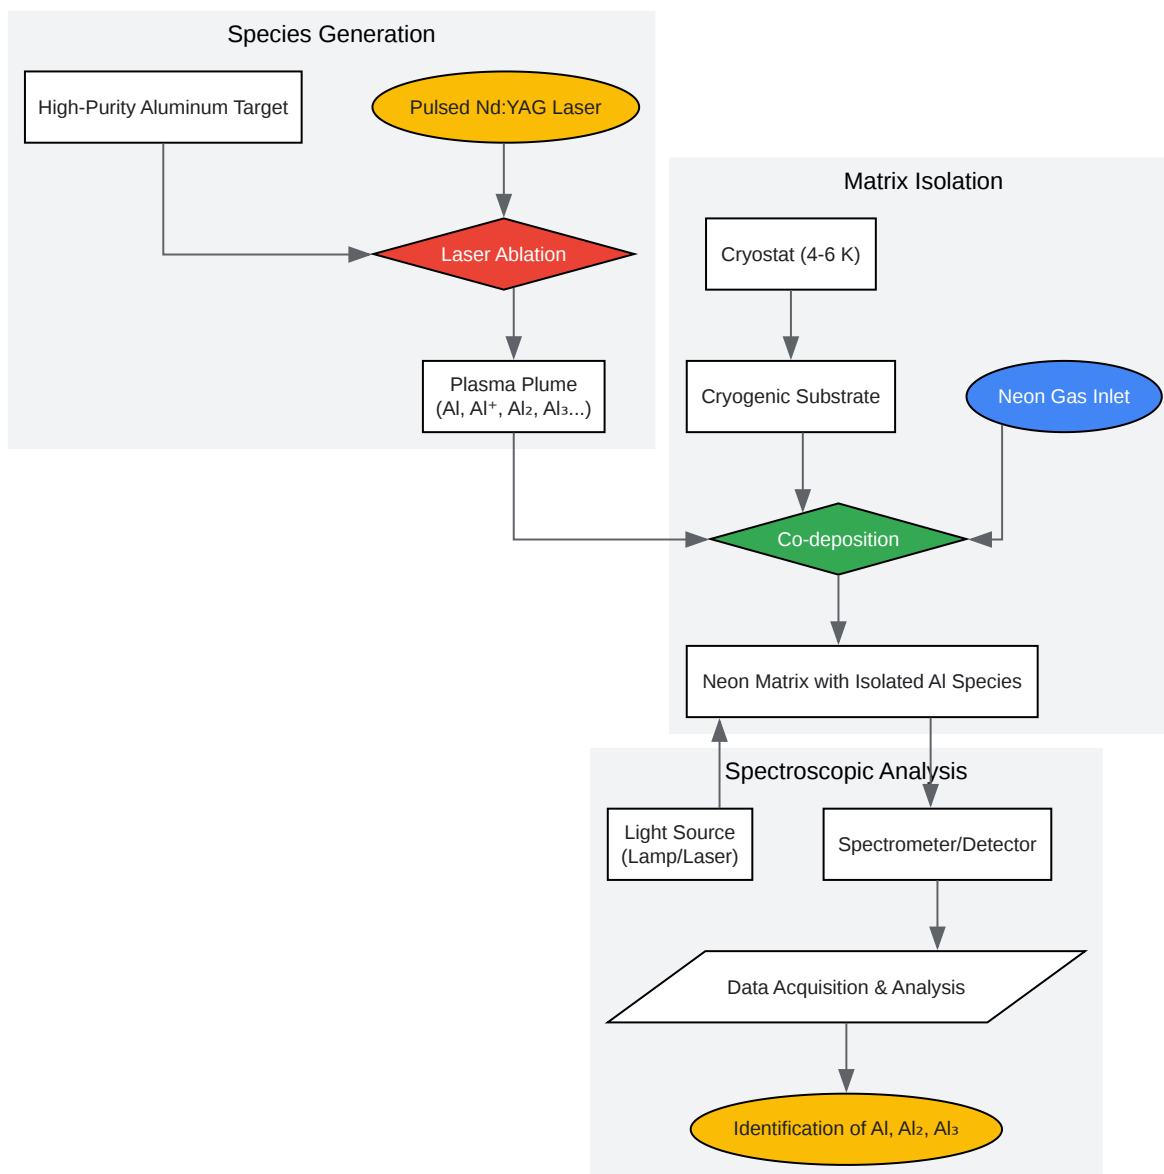 Species Generation
High-Purity Aluminum Target
Pulsed Nd:YAG Laser
Laser Ablation
Plasma Plume
(Al, Al⁺, Al₂, Al₃...)
Matrix Isolation
Cryostat (4-6 K)
Cryogenic Substrate
Neon Gas Inlet
Co-deposition
Neon Matrix with Isolated Al Species
Spectroscopic Analysis
Light Source
(Lamp/Laser)
Spectrometer/Detector
Data Acquisition & Analysis
Identification of Al, Al₂, Al₃